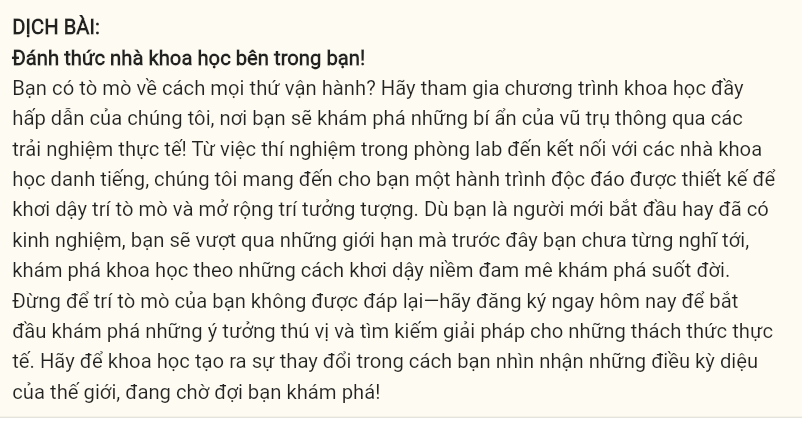 DỊCH BÀI:
Đánh thức nhà khoa học bên trong bạn!
Bạn có tò mò về cách mọi thứ vận hành? Hãy tham gia chương trình khoa học đầy
hấp dẫn của chúng tôi, nơi bạn sẽ khám phá những bí ẩn của vũ trụ thông qua các
trải nghiệm thực tế! Từ việc thí nghiệm trong phòng lab đến kết nối với các nhà khoa
học danh tiếng, chúng tôi mang đến cho bạn một hành trình độc đáo được thiết kế để
khơi dậy trí tò mò và mở rộng trí tưởng tượng. Dù bạn là người mới bắt đầu hay đã có
kinh nghiệm, bạn sẽ vượt qua những giới hạn mà trước đây bạn chưa từng nghĩ tới,
khám phá khoa học theo những cách khơi dậy niềm đam mê khám phá suốt đời.
Đừng để trí tò mò của bạn không được đáp lại—hãy đăng ký ngay hôm nay để bắt
đầu khám phá những ý tưởng thú vị và tìm kiếm giải pháp cho những thách thức thực
tế. Hãy để khoa học tạo ra sự thay đổi trong cách bạn nhìn nhận những điều kỳ diệu
của thế giới, đang chờ đợi bạn khám phá!